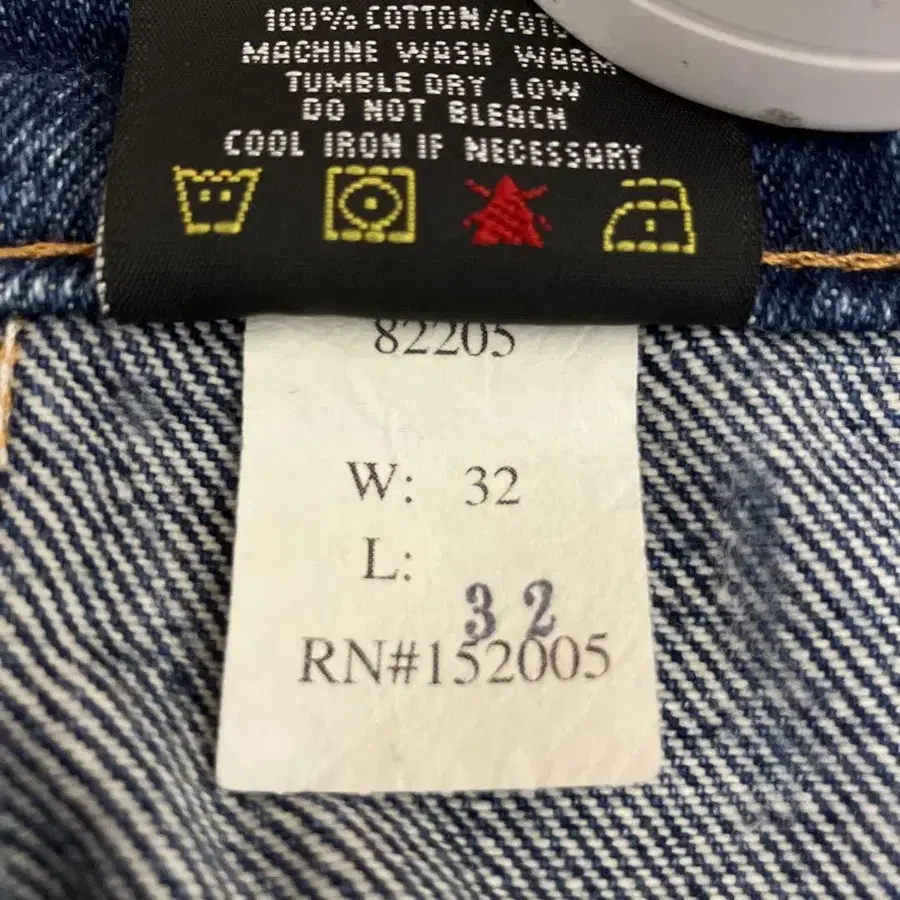 100% COTTON/COTO
MACHINE WASH WARM
TUMBLE DRY LOW
DO NOT BLEACH
COOL IRON IF NECESSARY
82205
W: 32
L:
32
RN#152005